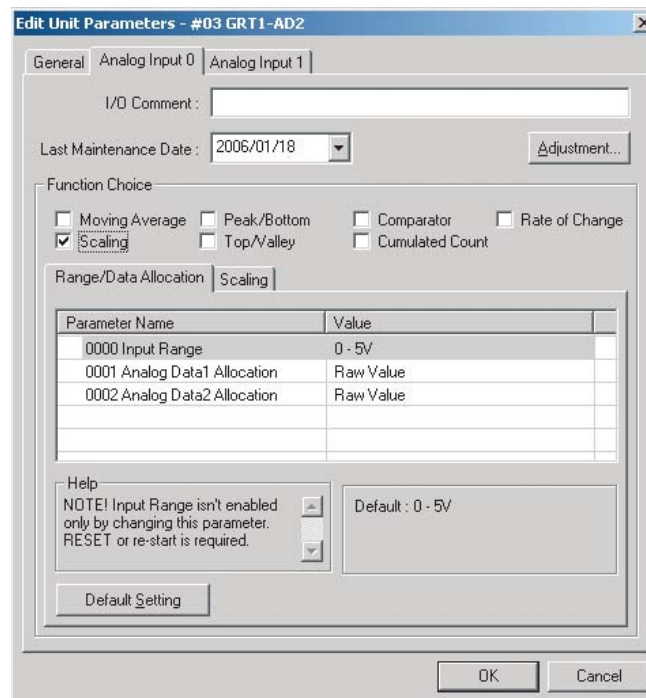 Edit Unit Parameters - #03 GRT1-AD2
General Analog Input 0 Analog Input 1
I/O Comment :
Last Maintenance Date : 2006/01/18 Adjustment...
Function Choice
Moving Average Peak/Bottom Comparator Rate of Change
Scaling Top/Valley Cumulated Count
Range/Data Allocation Scaling
Parameter Name Value
0000 Input Range 0 - 5V
0001 Analog Data1 Allocation Raw Value
0002 Analog Data2 Allocation Raw Value
Help
NOTE! Input Range isn't enabled
only by changing this parameter.
RESET or re-start is required.
Default : 0 - 5V
Default Setting
OK Cancel